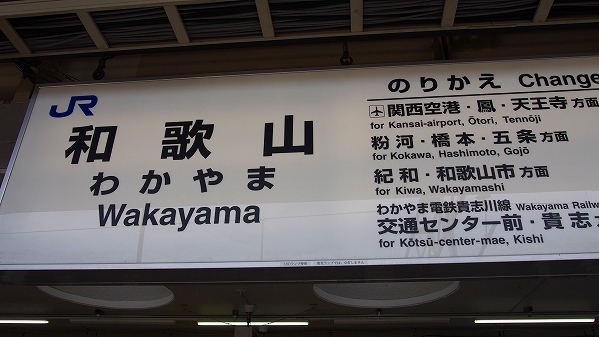 JR
和歌山
わかやま
Wakayama
のりかえ Change
関西空港・鳳・天王寺 方面
for Kansai-airport, Ōtori, Tennōji
粉河・橋本・五条 方面
for Kokawa, Hashimoto, Gojō
紀和・和歌山市 方面
for Kiwa, Wakayamashi
わかやま電鉄貴志川線 Wakayama Railw
交通センター前・貴志
for Kōtsū-center-mae, Kishi